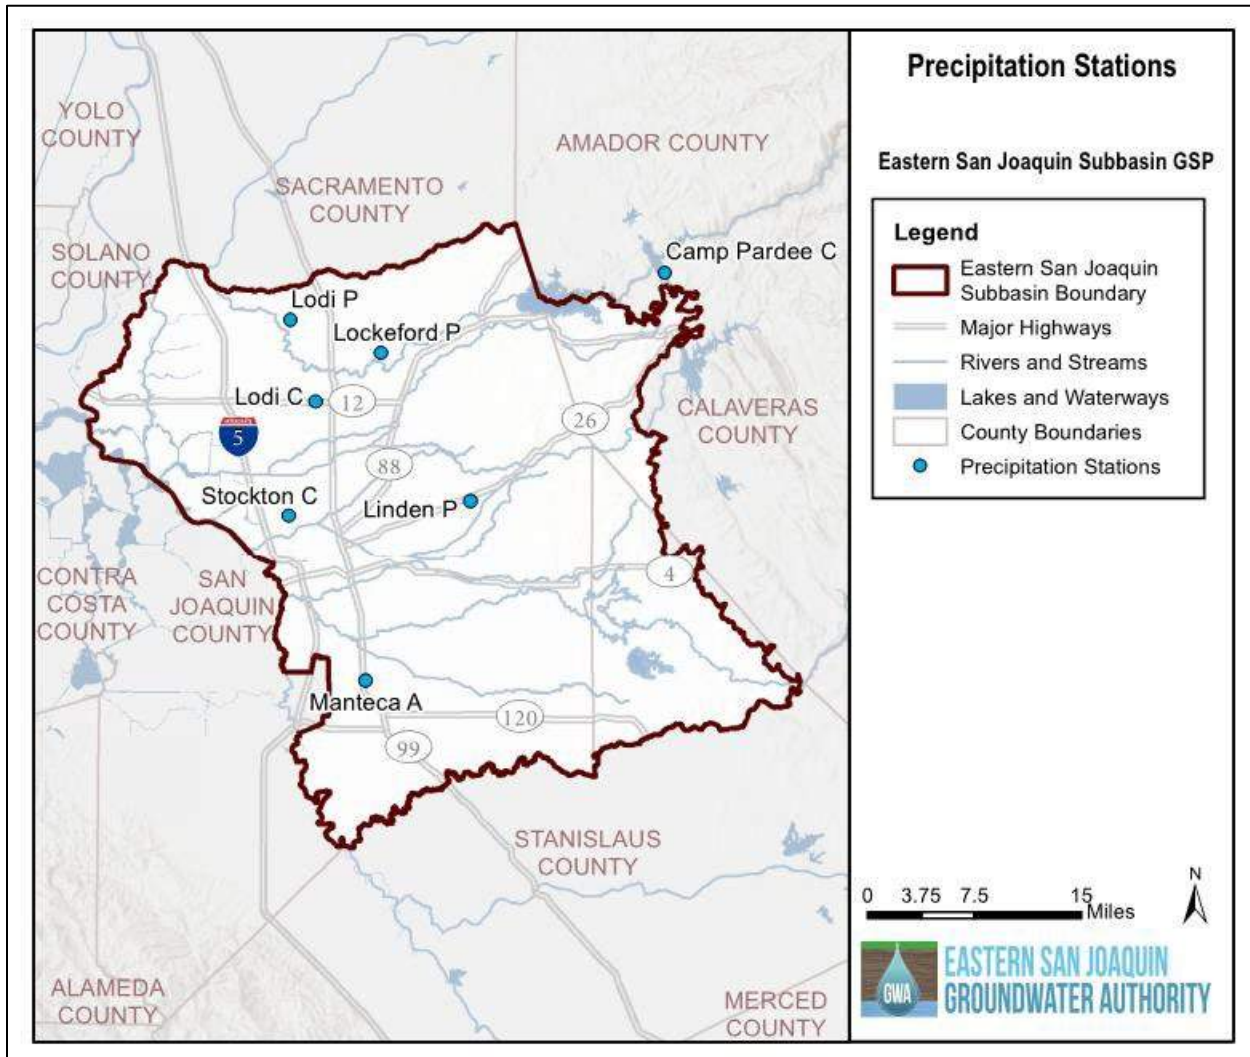 Precipitation Stations
Eastern San Joaquin Subbasin GSP
Legend
Eastern San Joaquin
Subbasin Boundary
Major Highways
Rivers and Streams
Lakes and Waterways
County Boundaries
Precipitation Stations
YOLO
COUNTY
AMADOR COUNTY
SACRAMENTO
COUNTY
SOLANO
COUNTY
Camp Pardee C
Lodi P
Lockeford P
Lodi C
12
INTERSTATE
5
26
CALAVERAS
COUNTY
88
Stockton C
Linden P
4
CONTRA
COSTA
COUNTY
SAN
JOAQUIN
COUNTY
Manteca A
120
99
STANISLAUS
COUNTY
ALAMEDA
COUNTY
MERCED
COUNTY
N
0 3.75 7.5 15
Miles
GWA
EASTERN SAN JOAQUIN
GROUNDWATER AUTHORITY